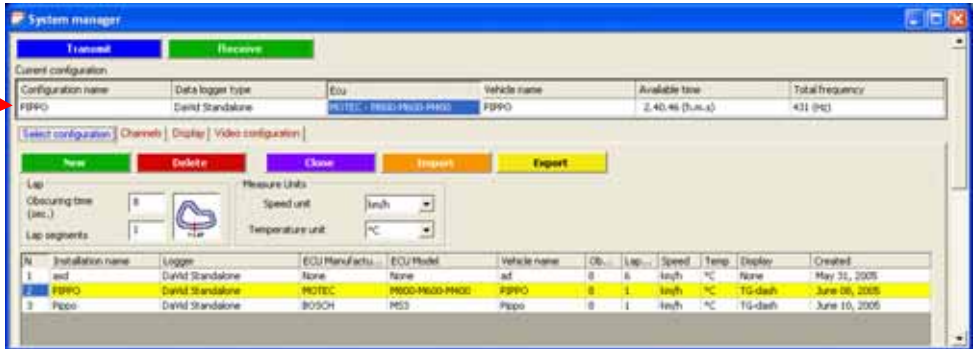 System manager
Transmit Receive
Current configuration
Configuration name Data logger type Ecu Vehicle name Available time Total frequency
PIPPO DaVid Standalone MOTEC - M800-M600-M400 PIPPO 2.40.46 (h.m.s) 431 (Hz)
Select configuration Channels Display Video configuration
New Delete Clone Import Export
Lap Measure Units
Obscuring time (sec.) 8 Speed unit km/h
Lap segments 1 Temperature unit °C
N Installation name Logger ECU Manufactu... ECU Model Vehicle name Ob... Lap... Speed Temp Display Created
1 DaVid Standalone None None 8 6 km/h °C None May 31, 2005
2 PIPPO DaVid Standalone MOTEC M800-M600-M400 PIPPO 8 1 km/h °C TG-dash June 08, 2005
3 Pippo DaVid Standalone BOSCH MS3 Pippo 8 1 km/h °C TG-dash June 10, 2005